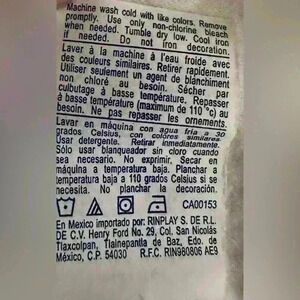 Machine wash cold with like colors. Remove
promptly. Use only non-chlorine bleach
if needed. Tumble dry low. Cool iron
if needed. Do not iron decoration.
Laver à la machine à l'eau froide avec
des couleurs similaires. Retirer rapidement.
Utiliser seulement un agent de blanchiment
non chloré au besoin. Sécher par
culbutage à basse température. Repasser
à basse température (maximum de 110 °c) au
besoin. Ne pas repasser les ornements.
Lavar en máquina con agua fria a 30
grados Celsius, con colores similares.
Usar detergente. Retirar inmediatamente.
Sólo usar blanqueador sin cloro cuando
sea necesario. No exprimir. Secar en
máquina a temperatura baja. Planchar a
temperatura baja a 110 grados Celsius si se
necesita. No planchar la decoración.
CA00153
En Mexico importado por: RINPLAY S. DE R.L.
DE C.V. Henry Ford No. 29, Col. San Nicolás
Tlaxcolpan, Tlalnepantla de Baz, Edo. de
México, C.P. 54030 R.F.C. RIN980806 AE9